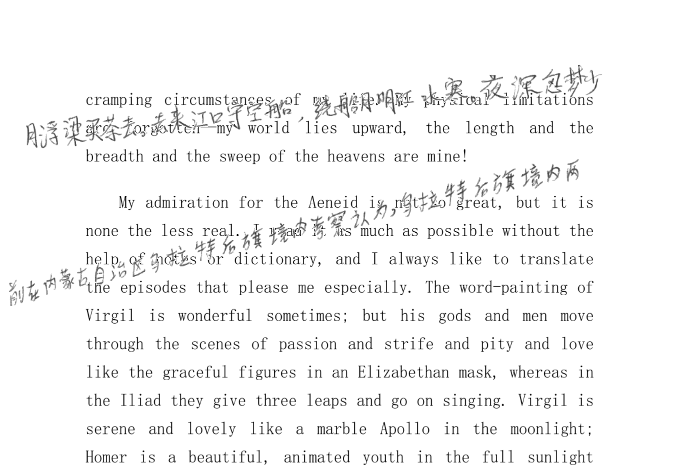 cramping circumstances of my life my physical limitations
are forgotten my world lies upward, the length and the
breadth and the sweep of the heavens are mine!
月浮梁买茶去。去来江口守空船，绕船月明江水寒。夜深忽梦少
My admiration for the Aeneid is not so great, but it is
none the less real. I read it as much as possible without the
help of notes or dictionary, and I always like to translate
the episodes that please me especially. The word-painting of
Virgil is wonderful sometimes; but his gods and men move
through the scenes of passion and strife and pity and love
like the graceful figures in an Elizabethan mask, whereas in
the Iliad they give three leaps and go on singing. Virgil is
serene and lovely like a marble Apollo in the moonlight;
Homer is a beautiful, animated youth in the full sunlight
前在内蒙古自治区乌拉特后旗境内考察认为，乌拉特后旗境内两